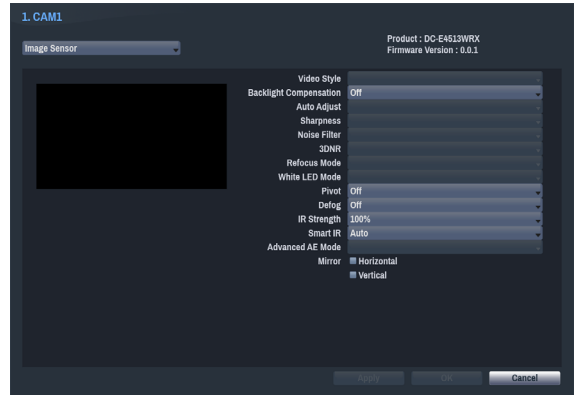 1. CAM1
Image Sensor
Product : DC-E4513WRX
Firmware Version : 0.0.1
Video Style
Backlight Compensation Off
Auto Adjust
Sharpness
Noise Filter
3DNR
Refocus Mode
White LED Mode
Pivot Off
Defog Off
IR Strength 100%
Smart IR Auto
Advanced AE Mode
Mirror Horizontal
Vertical
Apply OK Cancel